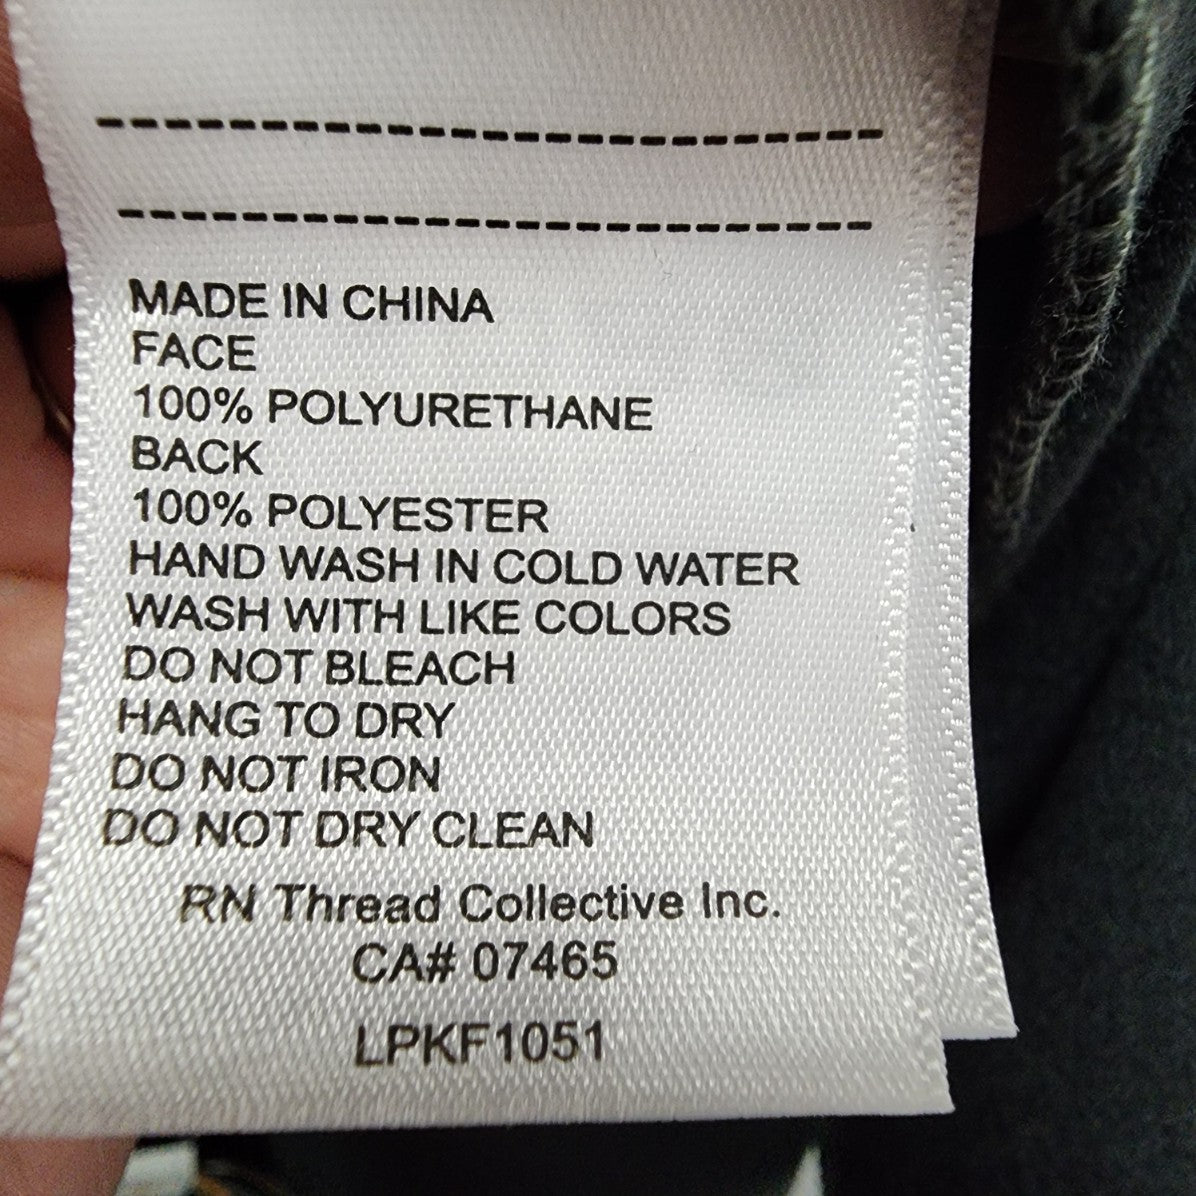 MADE IN CHINA
FACE
100% POLYURETHANE
BACK
100% POLYESTER
HAND WASH IN COLD WATER
WASH WITH LIKE COLORS
DO NOT BLEACH
HANG TO DRY
DO NOT IRON
DO NOT DRY CLEAN
RN Thread Collective Inc.
CA# 07465
LPKF1051